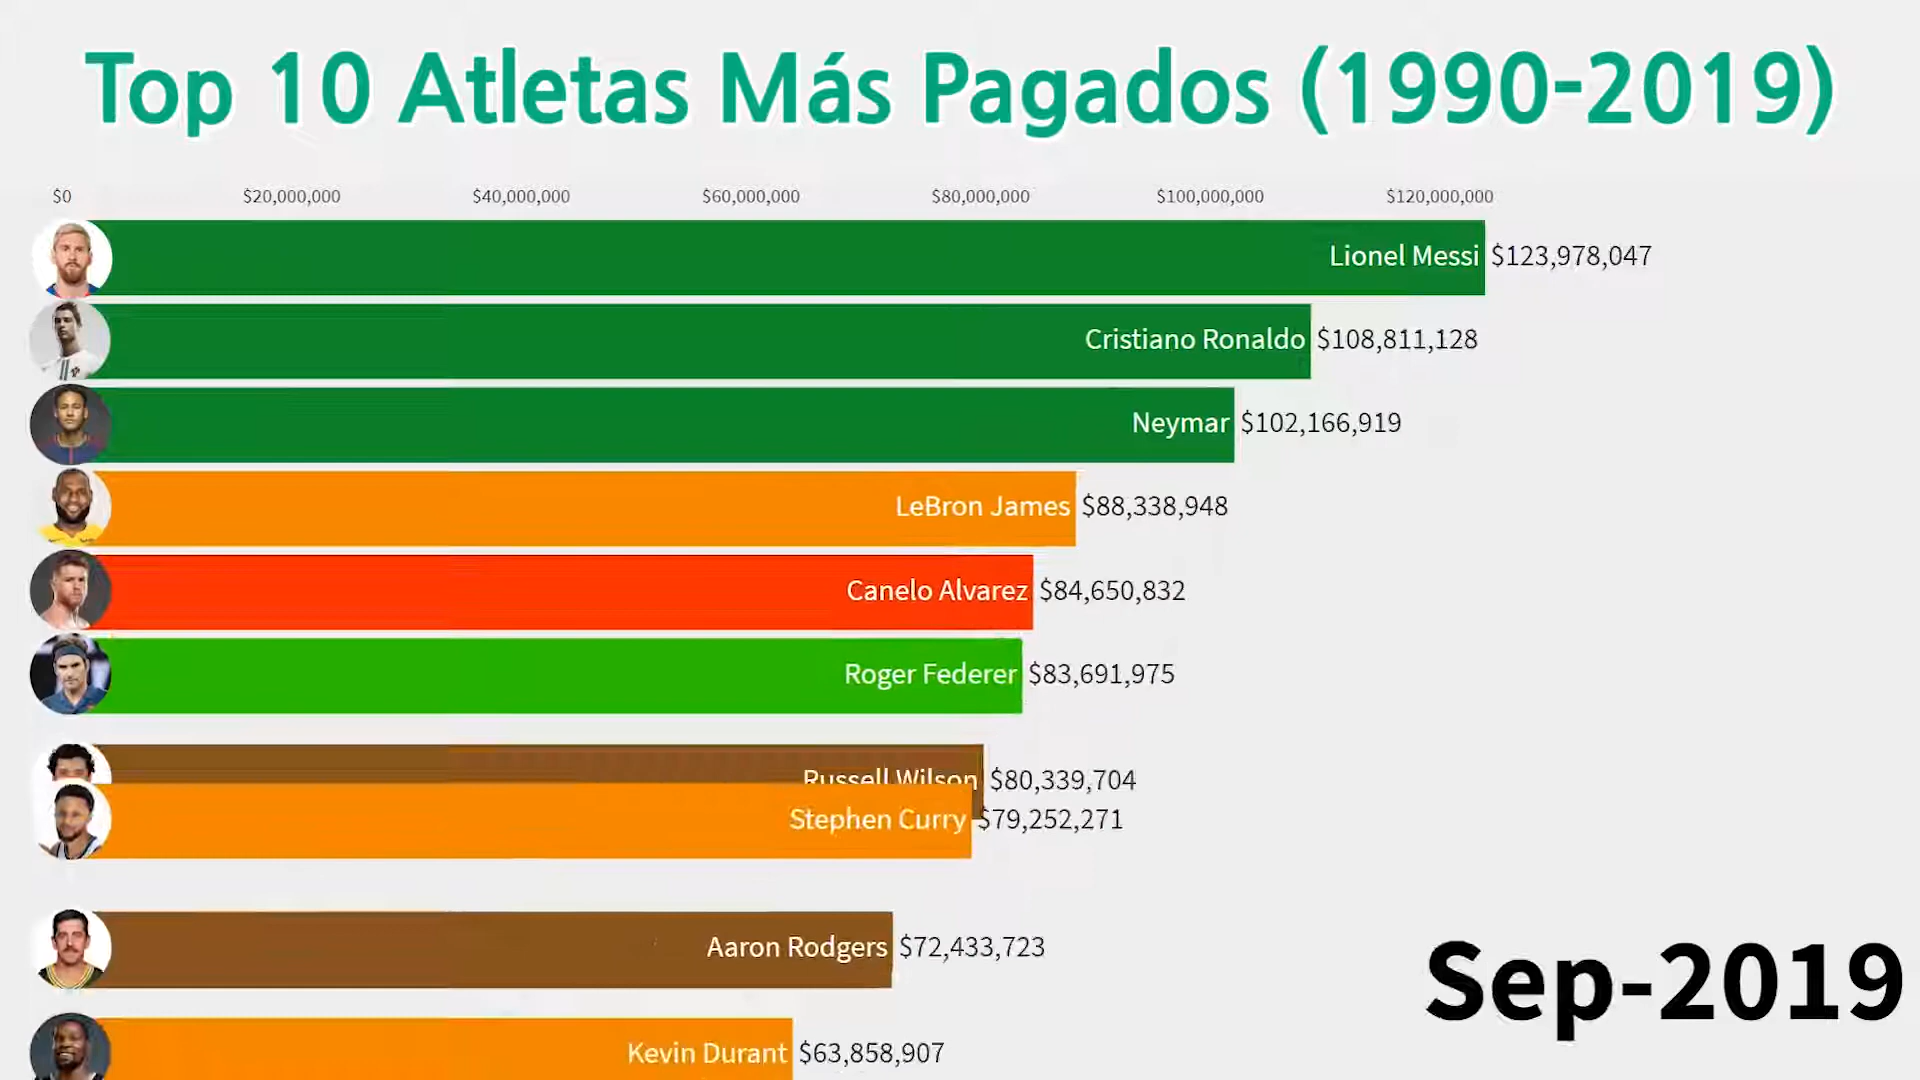 Top 10 Atletas Más Pagados (1990-2019)
$0 $20,000,000 $40,000,000 $60,000,000 $80,000,000 $100,000,000 $120,000,000
Lionel Messi $123,978,047
Cristiano Ronaldo $108,811,128
Neymar $102,166,919
LeBron James $88,338,948
Canelo Alvarez $84,650,832
Roger Federer $83,691,975
Russell Wilson $80,339,704
Stephen Curry $79,252,271
Aaron Rodgers $72,433,723
Sep-2019
Kevin Durant $63,858,907